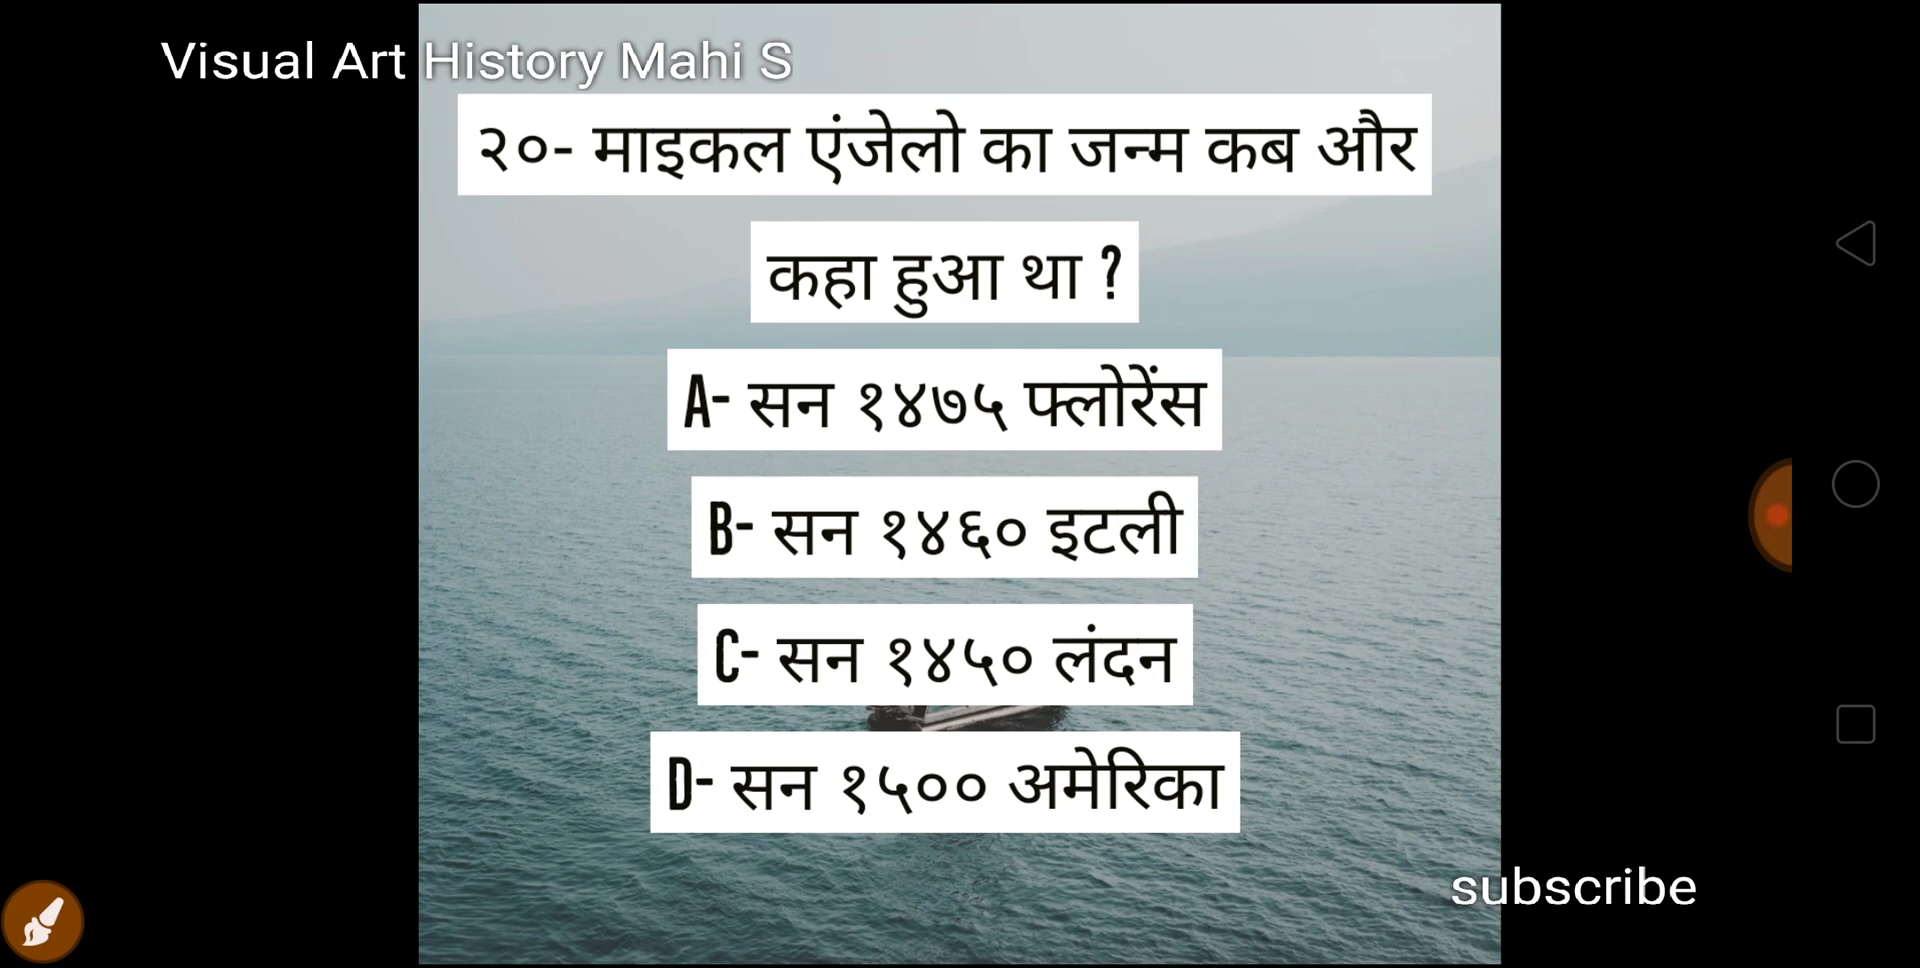 Visual Art History Mahi S
२०- माइकल एंजेलो का जन्म कब और
कहा हुआ था ?
A- सन १४७५ फ्लोरेंस
B- सन १४६० इटली
C- सन १४५० लंदन
D- सन १५०० अमेरिका
subscribe